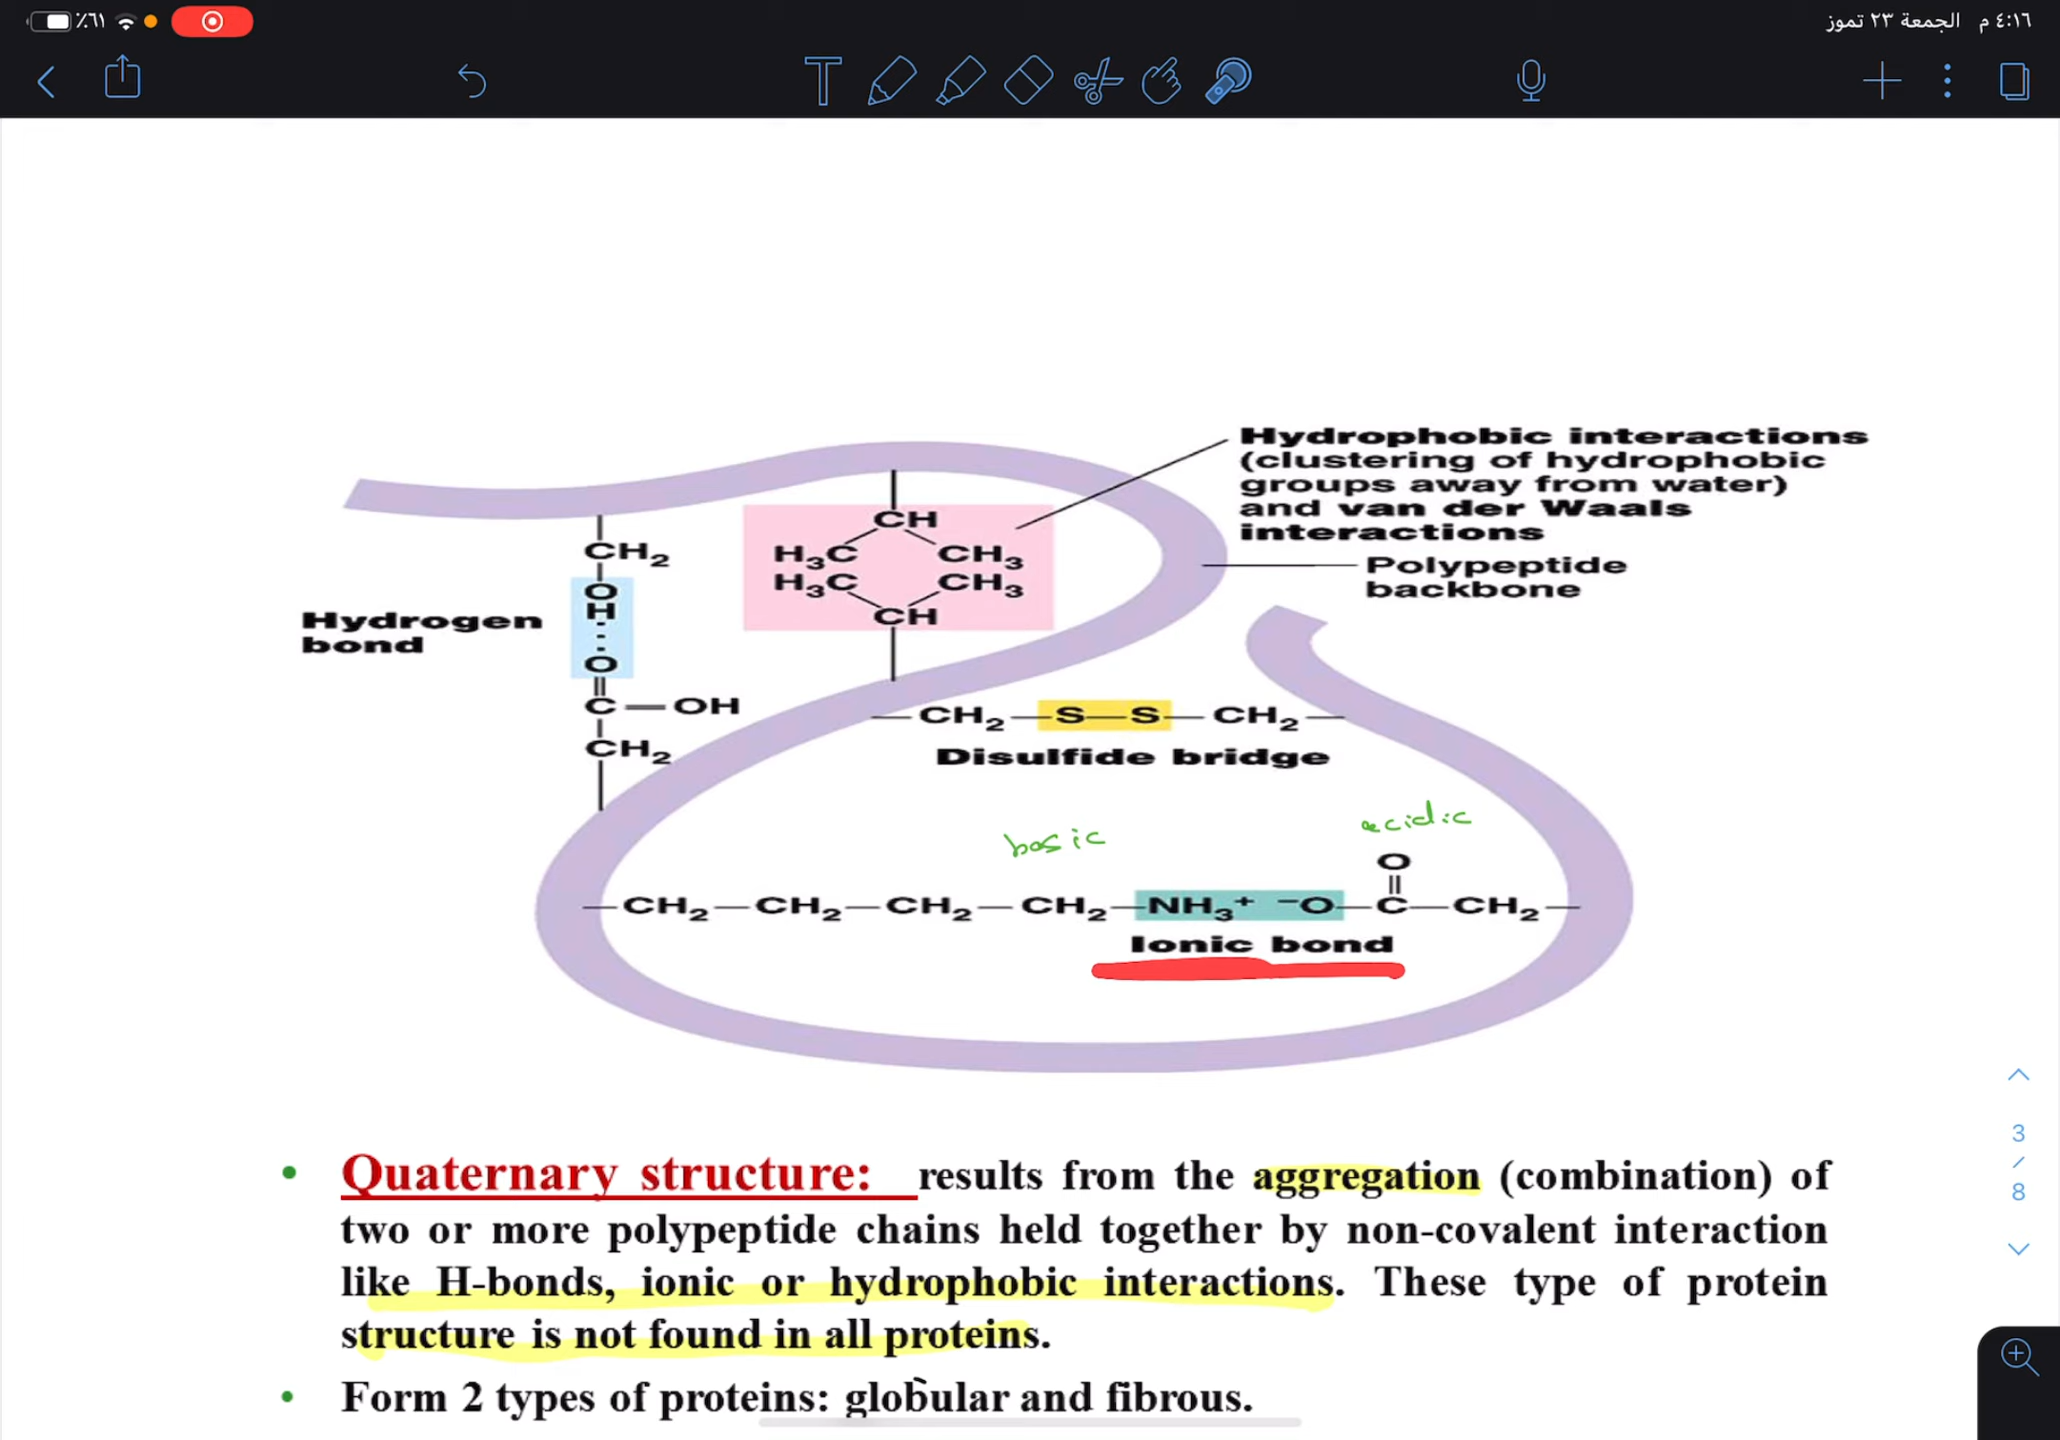 ٪٦١
٤:١٦ م الجمعة ٢٣ تموز
Hydrophobic interactions
(clustering of hydrophobic
groups away from water)
and van der Waals
interactions
Polypeptide
backbone
CH
H₃C CH₃
H₃C CH₃
CH
CH₂
OH
Hydrogen
bond
O
C—OH
CH₂
—CH₂—S—S—CH₂—
Disulfide bridge
basic
acidic
O
—CH₂—CH₂—CH₂—CH₂—NH₃⁺ ⁻O—C—CH₂—
Ionic bond
• Quaternary structure: results from the aggregation (combination) of
two or more polypeptide chains held together by non-covalent interaction
like H-bonds, ionic or hydrophobic interactions. These type of protein
structure is not found in all proteins.
• Form 2 types of proteins: globular and fibrous.
3
/
8